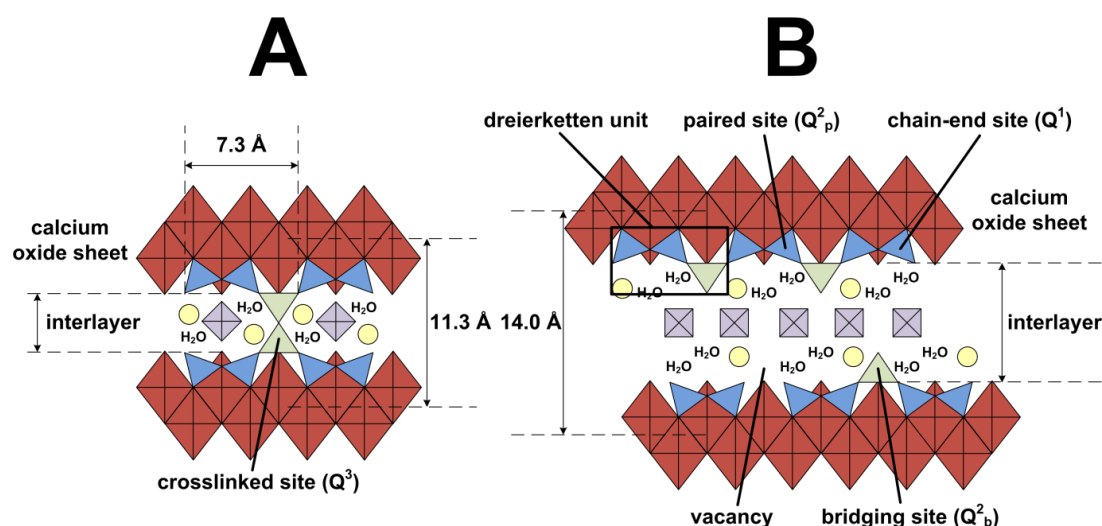 A
B
dreierketten unit
paired site (Q²ₚ)
chain-end site (Q¹)
7.3 Å
calcium
oxide sheet
calcium
oxide sheet
H₂O
H₂O
H₂O
H₂O
H₂O
H₂O
H₂O
interlayer
H₂O
H₂O
H₂O
H₂O
11.3 Å
14.0 Å
interlayer
H₂O
H₂O
H₂O
H₂O
H₂O
H₂O
crosslinked site (Q³)
vacancy
bridging site (Q²_b)